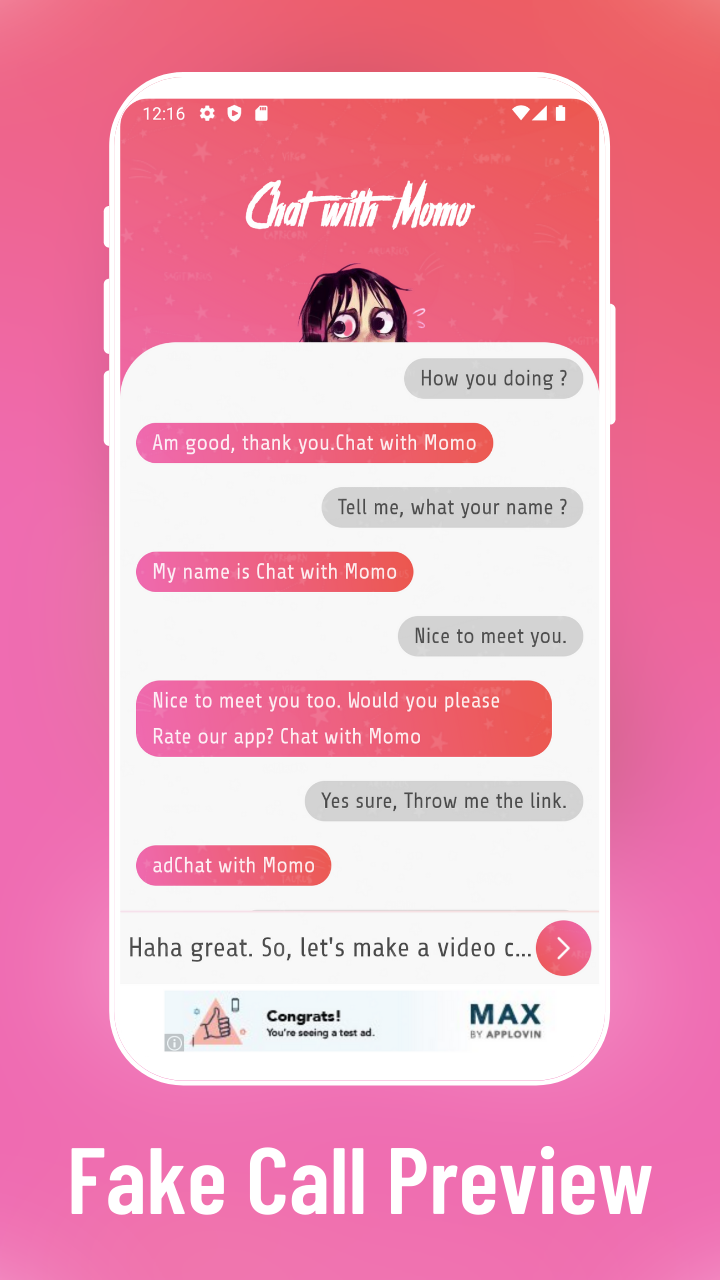 12:16
Chat with Momo
How you doing ?
Am good, thank you.Chat with Momo
Tell me, what your name ?
My name is Chat with Momo
Nice to meet you.
Nice to meet you too. Would you please
Rate our app? Chat with Momo
Yes sure, Throw me the link.
adChat with Momo
Haha great. So, let's make a video c...
Congrats!
You're seeing a test ad.
MAX
BY APPLOVIN
Fake Call Preview